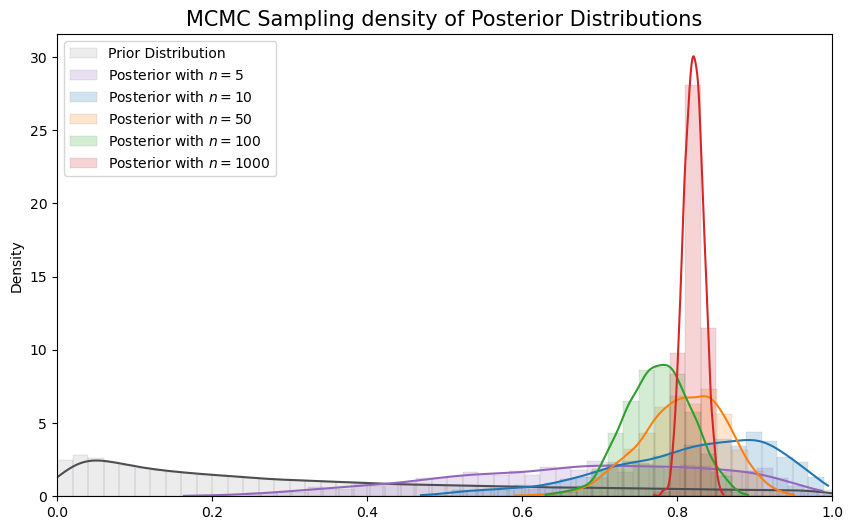 MCMC Sampling density of Posterior Distributions
Prior Distribution
Posterior with n = 5
Posterior with n = 10
Posterior with n = 50
Posterior with n = 100
Posterior with n = 1000
Density
30
25
20
15
10
5
0
0.0 0.2 0.4 0.6 0.8 1.0